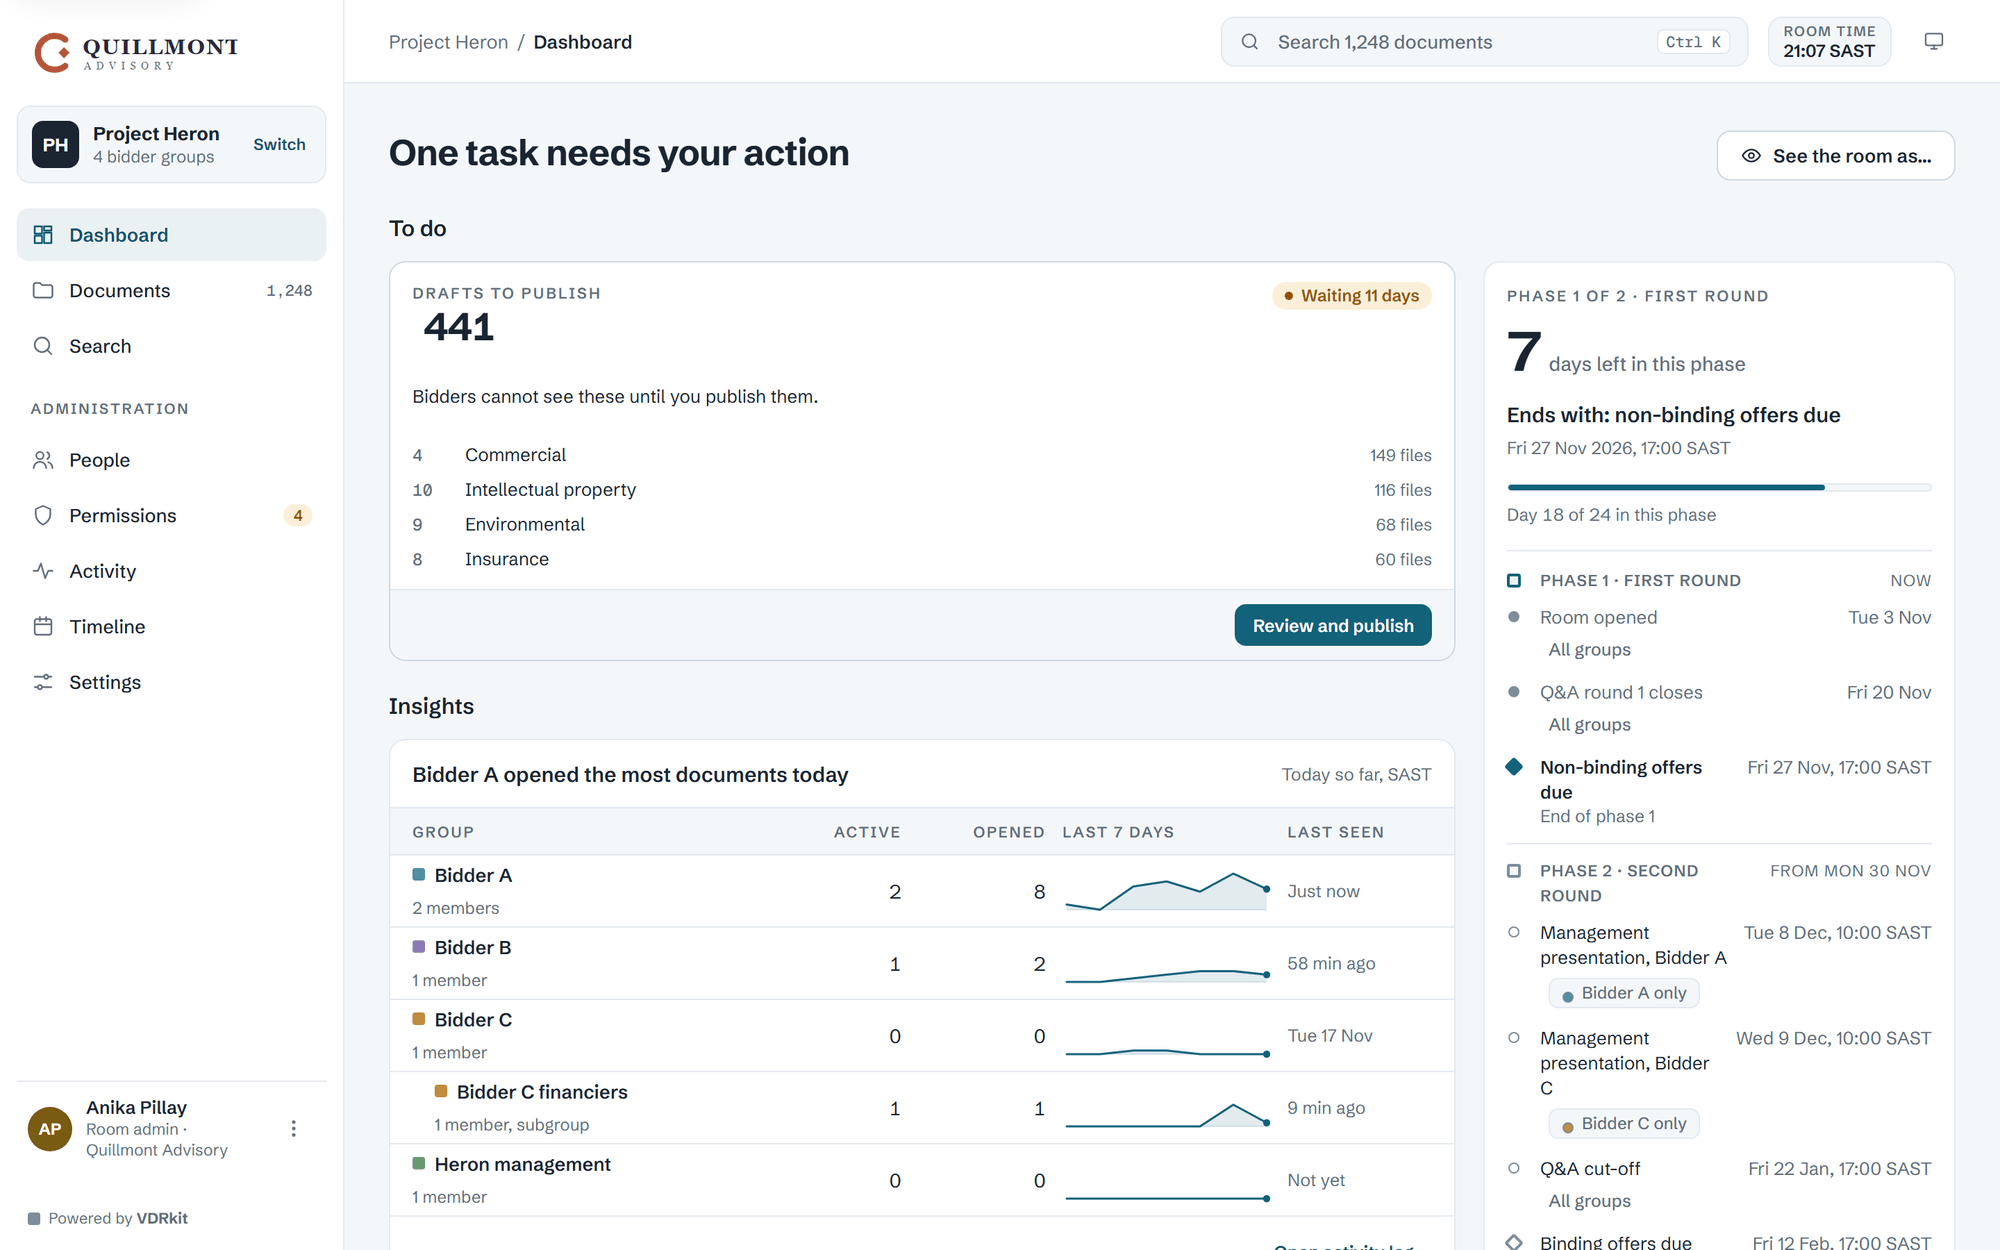 QUILLMONT
ADVISORY
PH
Project Heron
4 bidder groups
Switch
Dashboard
Documents 1,248
Search
ADMINISTRATION
People
Permissions 4
Activity
Timeline
Settings
AP
Anika Pillay
Room admin ·
Quillmont Advisory
Powered by VDRkit
Project Heron / Dashboard
Search 1,248 documents Ctrl K
ROOM TIME
21:07 SAST
One task needs your action
See the room as...
To do
DRAFTS TO PUBLISH
441
Waiting 11 days
Bidders cannot see these until you publish them.
4 Commercial 149 files
10 Intellectual property 116 files
9 Environmental 68 files
8 Insurance 60 files
Review and publish
Insights
Bidder A opened the most documents today Today so far, SAST
GROUP ACTIVE OPENED LAST 7 DAYS LAST SEEN
Bidder A
2 members
2 8 Just now
Bidder B
1 member
1 2 58 min ago
Bidder C
1 member
0 0 Tue 17 Nov
Bidder C financiers
1 member, subgroup
1 1 9 min ago
Heron management
1 member
0 0 Not yet
Open activity log
PHASE 1 OF 2 · FIRST ROUND
7 days left in this phase
Ends with: non-binding offers due
Fri 27 Nov 2026, 17:00 SAST
Day 18 of 24 in this phase
PHASE 1 · FIRST ROUND NOW
Room opened Tue 3 Nov
All groups
Q&A round 1 closes Fri 20 Nov
All groups
Non-binding offers Fri 27 Nov, 17:00 SAST
due
End of phase 1
PHASE 2 · SECOND FROM MON 30 NOV
ROUND
Management Tue 8 Dec, 10:00 SAST
presentation, Bidder A
Bidder A only
Management Wed 9 Dec, 10:00 SAST
presentation, Bidder
C
Bidder C only
Q&A cut-off Fri 22 Jan, 17:00 SAST
All groups
Binding offers due Fri 12 Feb, 17:00 SAST